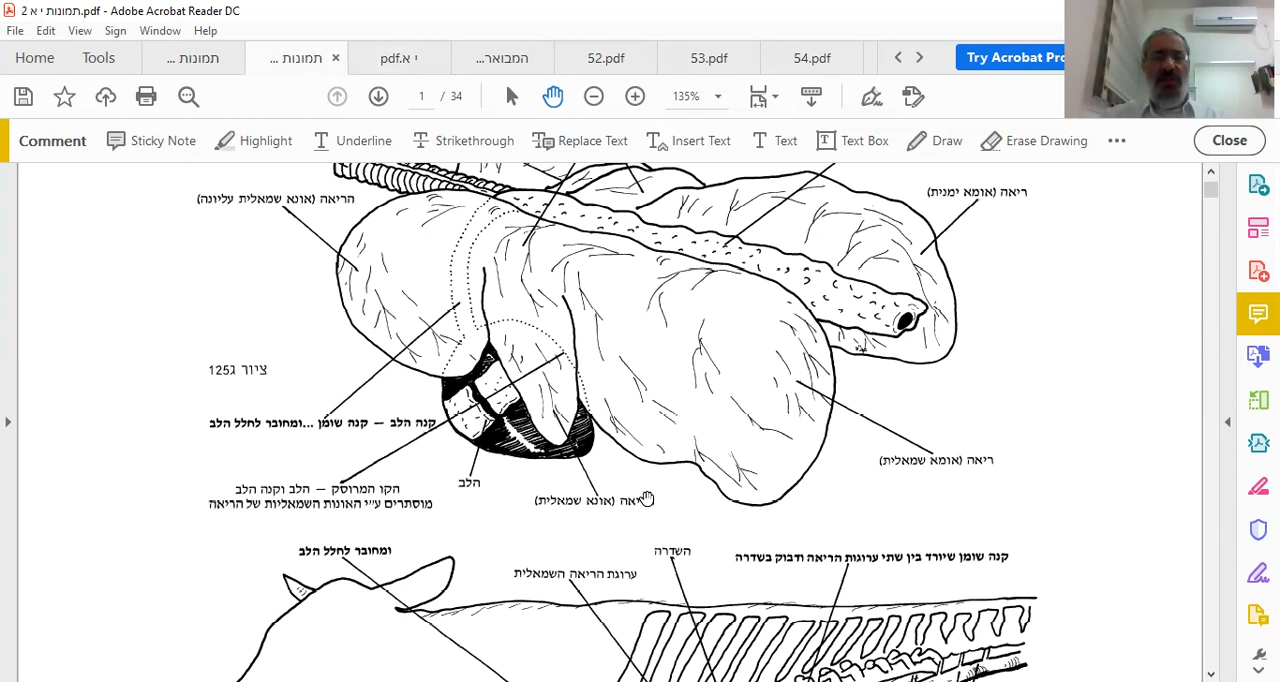 תמונות י א 2.pdf - Adobe Acrobat Reader DC
File Edit View Sign Window Help
Home Tools תמונות ... תמונות ... × י א.pdf המבואר... 52.pdf 53.pdf 54.pdf Try Acrobat Pro
1 / 34 135%
Comment Sticky Note Highlight Underline Strikethrough Replace Text Insert Text Text Text Box Draw Erase Drawing ••• Close
ריאה (אומא ימנית)
הריאה (אונא שמאלית עליונה)
ציור ג125
קנה הלב – קנה שומן ...ומחובר לחלל הלב
ריאה (אומא שמאלית)
הלב
הקו המרוסק – הלב וקנה הלב
מוסתרים ע״י האונות השמאליות של הריאה
ריאה (אונא שמאלית)
ומחובר לחלל הלב
השדרה
קנה שומן שיורד בין שתי ערוגות הריאה ודבוק בשדרה
ערוגת הריאה השמאלית